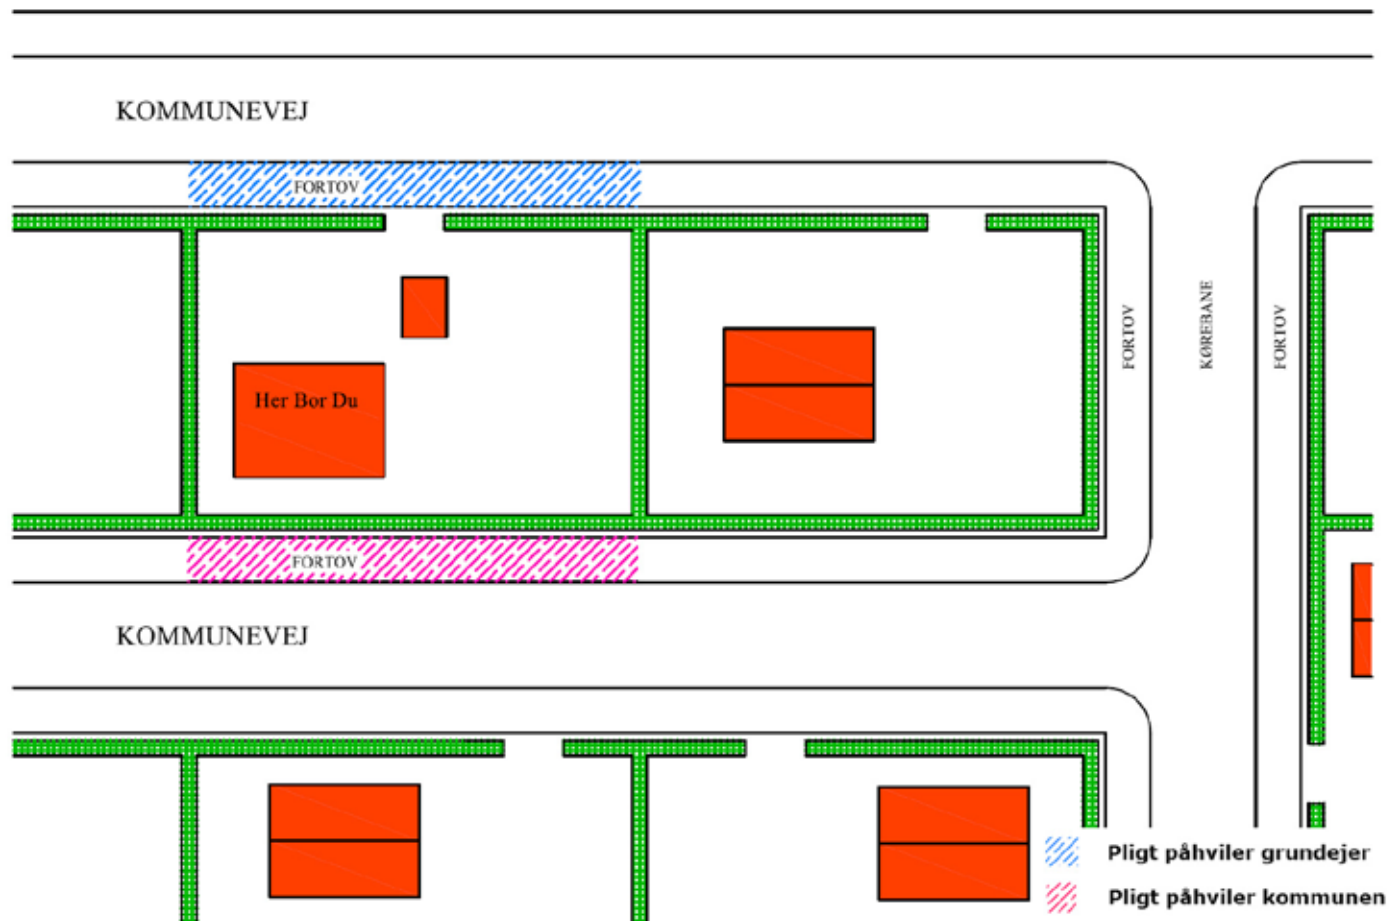 KOMMUNEVEJ
FORTOV
Her Bor Du
FORTOV
KØREBANE
FORTOV
FORTOV
KOMMUNEVEJ
Pligt påhviler grundejer
Pligt påhviler kommunen